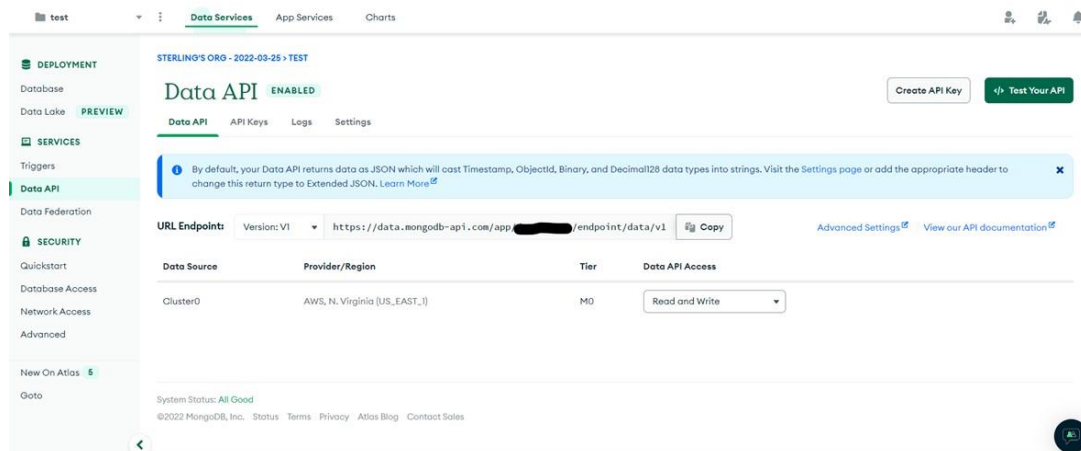 test
Data Services App Services Charts
DEPLOYMENT
Database
Data Lake PREVIEW
SERVICES
Triggers
Data API
Data Federation
SECURITY
Quickstart
Database Access
Network Access
Advanced
New On Atlas 5
Goto
STERLING'S ORG - 2022-03-25 > TEST
Data API ENABLED
Create API Key
</> Test Your API
Data API API Keys Logs Settings
By default, your Data API returns data as JSON which will cast Timestamp, ObjectId, Binary, and Decimal128 data types into strings. Visit the Settings page or add the appropriate header to
change this return type to Extended JSON. Learn More
URL Endpoint: Version: V1 https://data.mongodb-api.com/app/ /endpoint/data/v1 Copy Advanced Settings View our API documentation
Data Source Provider/Region Tier Data API Access
Cluster0 AWS, N. Virginia (US_EAST_1) M0 Read and Write
System Status: All Good
©2022 MongoDB, Inc. Status Terms Privacy Atlas Blog Contact Sales